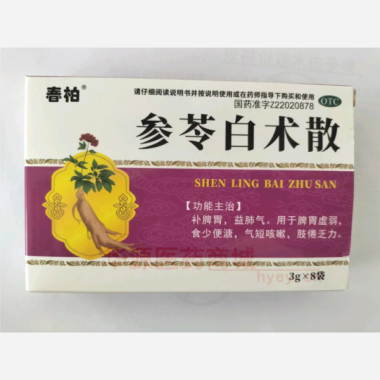 春柏®
请仔细阅读说明书并按说明使用或在药师指导下购买和使用
国药准字Z22020878
OTC
参苓白术散
SHEN LING BAI ZHU SAN
【功能主治】
补脾胃,益肺气。用于脾胃虚弱,
食少便溏,气短咳嗽,肢倦乏力。
3g×8袋